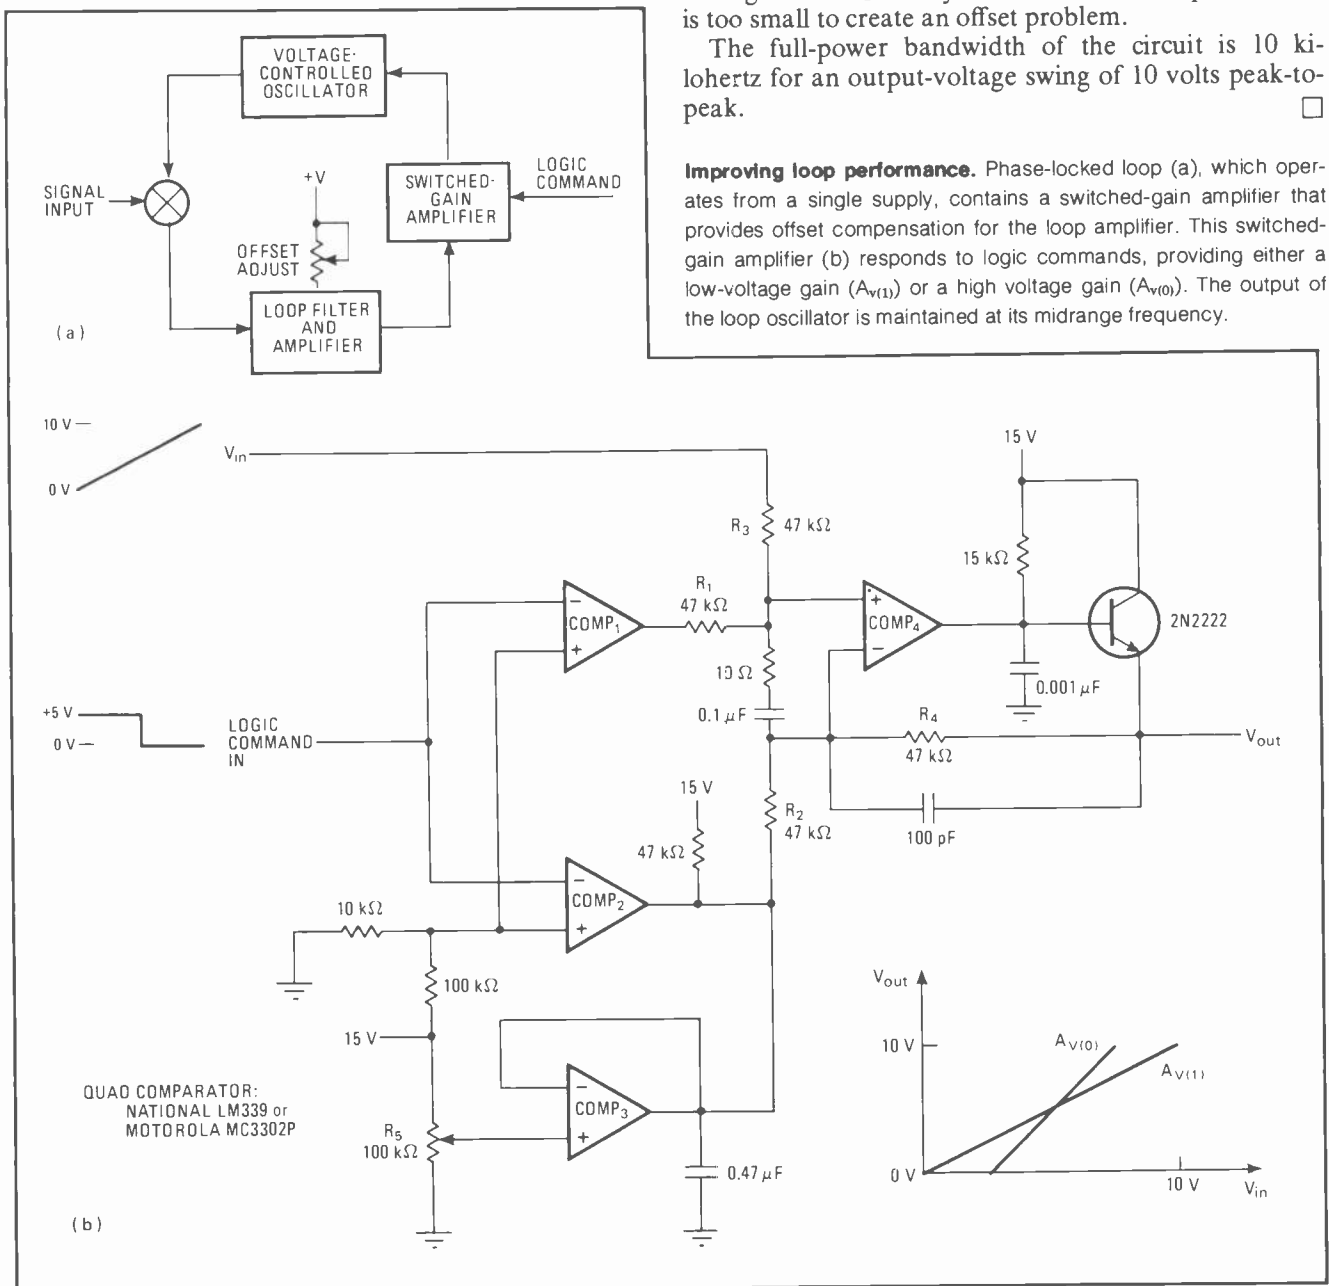 is too small to create an offset problem.
The full-power bandwidth of the circuit is 10 ki-
lohertz for an output-voltage swing of 10 volts peak-to-
peak. □
Improving loop performance. Phase-locked loop (a), which oper-
ates from a single supply, contains a switched-gain amplifier that
provides offset compensation for the loop amplifier. This switched-
gain amplifier (b) responds to logic commands, providing either a
low-voltage gain (Av(1)) or a high voltage gain (Av(0)). The output of
the loop oscillator is maintained at its midrange frequency.
VOLTAGE-
CONTROLLED
OSCILLATOR
SIGNAL
INPUT
+V
OFFSET
ADJUST
SWITCHED-
GAIN
AMPLIFIER
LOGIC
COMMAND
LOOP FILTER
AND
AMPLIFIER
(a)
10 V
0 V
Vin
R3 47 kΩ
15 V
15 kΩ
R1
47 kΩ
COMP1
COMP4
2N2222
10 Ω
0.001 μF
0.1 μF
+5 V
0 V
LOGIC
COMMAND
IN
R4
47 kΩ
Vout
100 pF
15 V
47 kΩ
R2
47 kΩ
COMP2
10 kΩ
100 kΩ
15 V
COMP3
R5
100 kΩ
0.47 μF
QUAD COMPARATOR:
NATIONAL LM339 or
MOTOROLA MC3302P
Vout
10 V
AV(0)
AV(1)
0 V
10 V
Vin
(b)